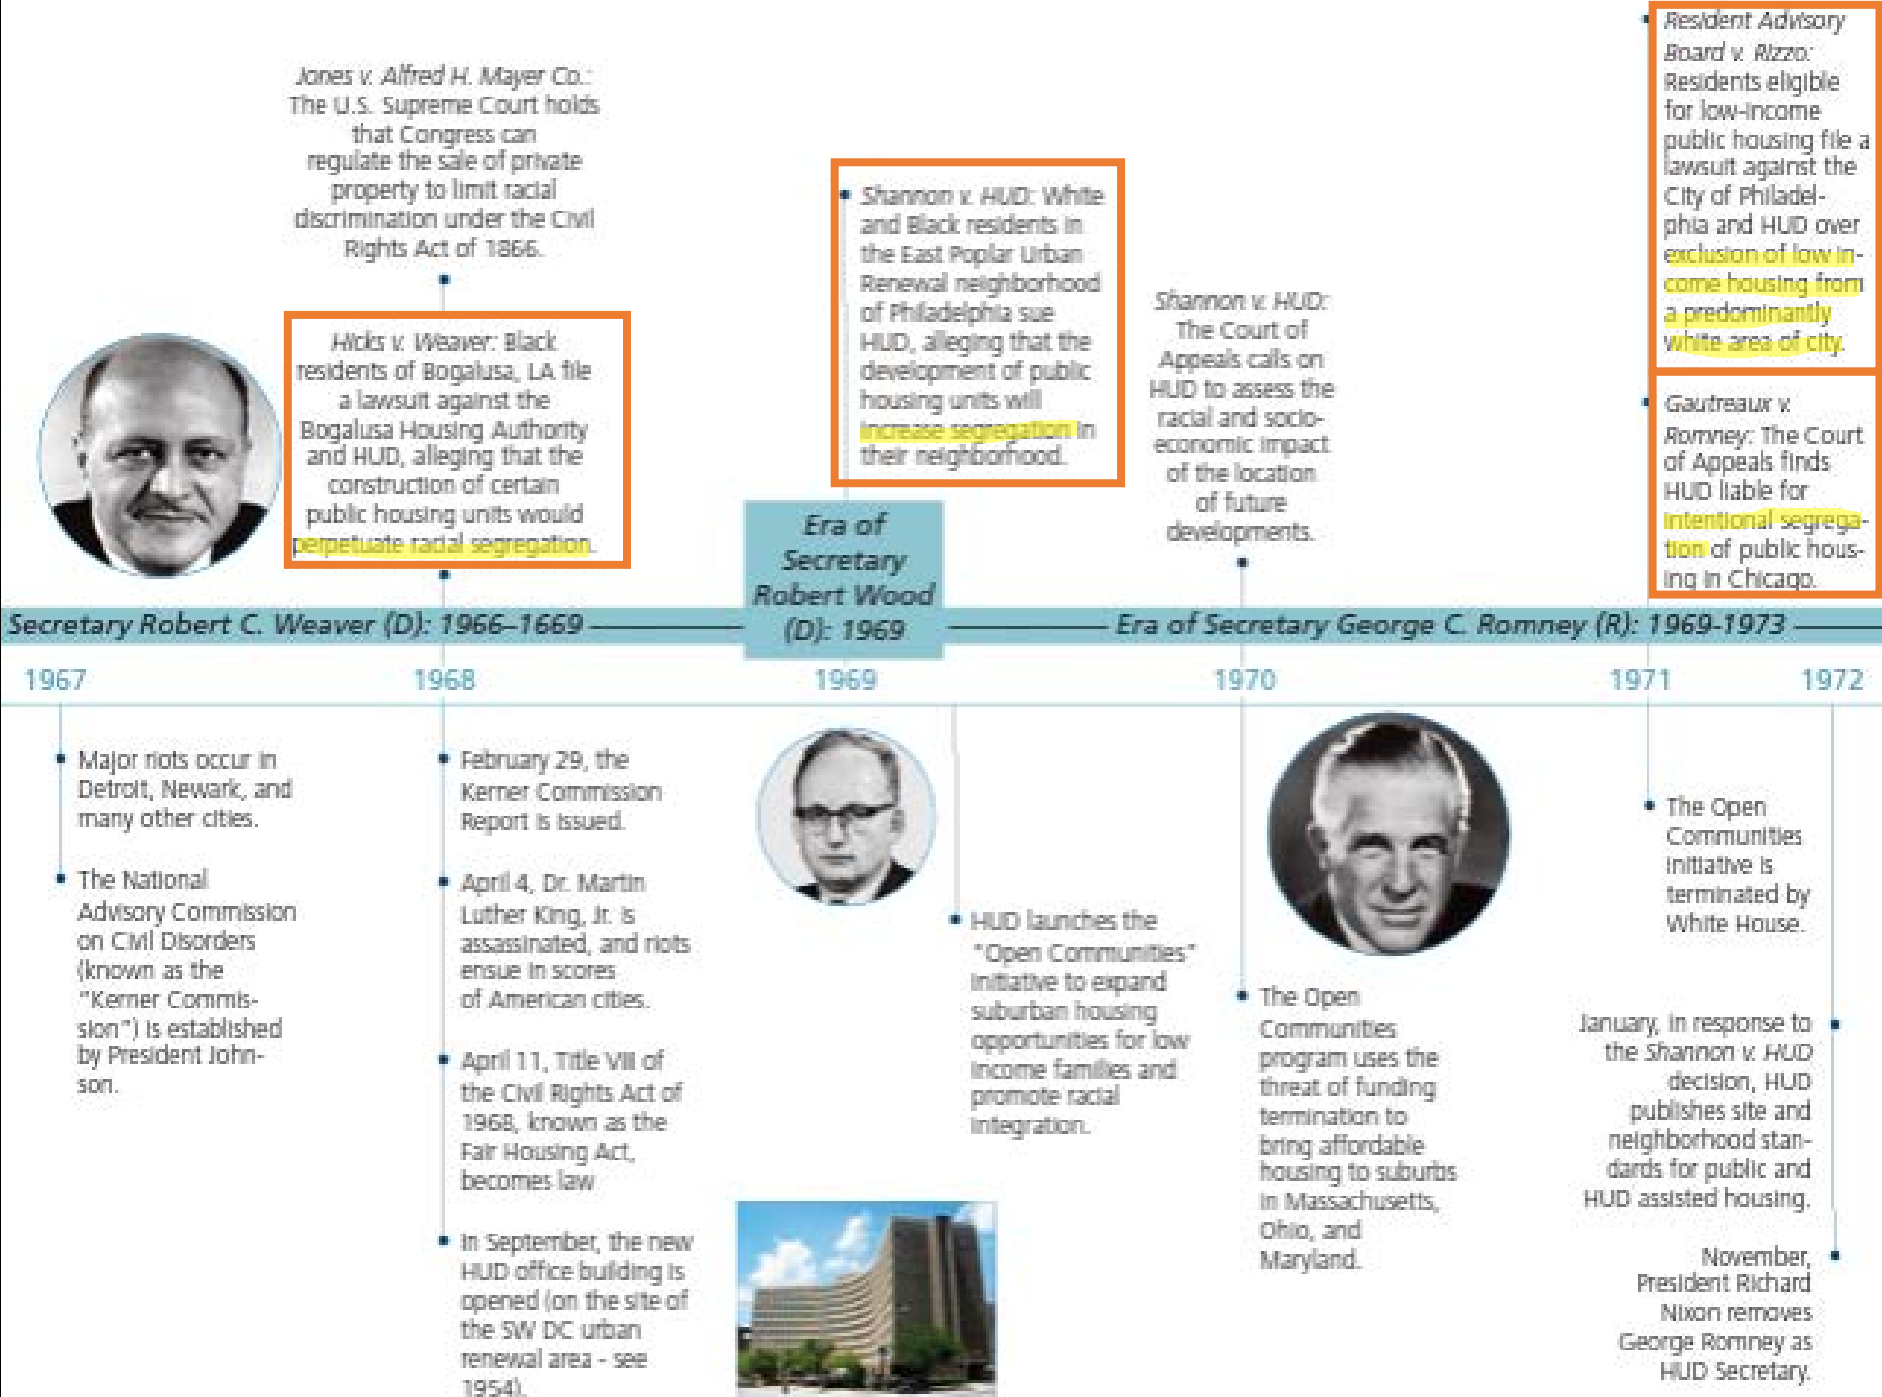 Jones v. Alfred H. Mayer Co.:
The U.S. Supreme Court holds
that Congress can
regulate the sale of private
property to limit racial
discrimination under the Civil
Rights Act of 1866.
Hicks v. Weaver: Black
residents of Bogalusa, LA file
a lawsuit against the
Bogalusa Housing Authority
and HUD, alleging that the
construction of certain
public housing units would
perpetuate racial segregation.
Shannon v. HUD: White
and Black residents in
the East Poplar Urban
Renewal neighborhood
of Philadelphia sue
HUD, alleging that the
development of public
housing units will
increase segregation in
their neighborhood.
Shannon v. HUD:
The Court of
Appeals calls on
HUD to assess the
racial and socio-
economic impact
of the location
of future
developments.
Resident Advisory
Board v. Rizzo:
Residents eligible
for low-income
public housing file a
lawsuit against the
City of Philadel-
phia and HUD over
exclusion of low in-
come housing from
a predominantly
white area of city.
Gautreaux v.
Romney: The Court
of Appeals finds
HUD liable for
intentional segrega-
tion of public hous-
ing in Chicago.
Secretary Robert C. Weaver (D): 1966–1669
Era of
Secretary
Robert Wood
(D): 1969
Era of Secretary George C. Romney (R): 1969-1973
1967
1968
1969
1970
1971
1972
Major riots occur in
Detroit, Newark, and
many other cities.
The National
Advisory Commission
on Civil Disorders
(known as the
"Kerner Commis-
sion") is established
by President John-
son.
February 29, the
Kerner Commission
Report is issued.
April 4, Dr. Martin
Luther King, Jr. is
assassinated, and riots
ensue in scores
of American cities.
April 11, Title VIII of
the Civil Rights Act of
1968, known as the
Fair Housing Act,
becomes law
In September, the new
HUD office building is
opened (on the site of
the SW DC urban
renewal area - see
1954).
HUD launches the
"Open Communities"
initiative to expand
suburban housing
opportunities for low
income families and
promote racial
integration.
The Open
Communities
program uses the
threat of funding
termination to
bring affordable
housing to suburbs
in Massachusetts,
Ohio, and
Maryland.
The Open
Communities
initiative is
terminated by
White House.
January, in response to
the Shannon v. HUD
decision, HUD
publishes site and
neighborhood stan-
dards for public and
HUD assisted housing.
November,
President Richard
Nixon removes
George Romney as
HUD Secretary.